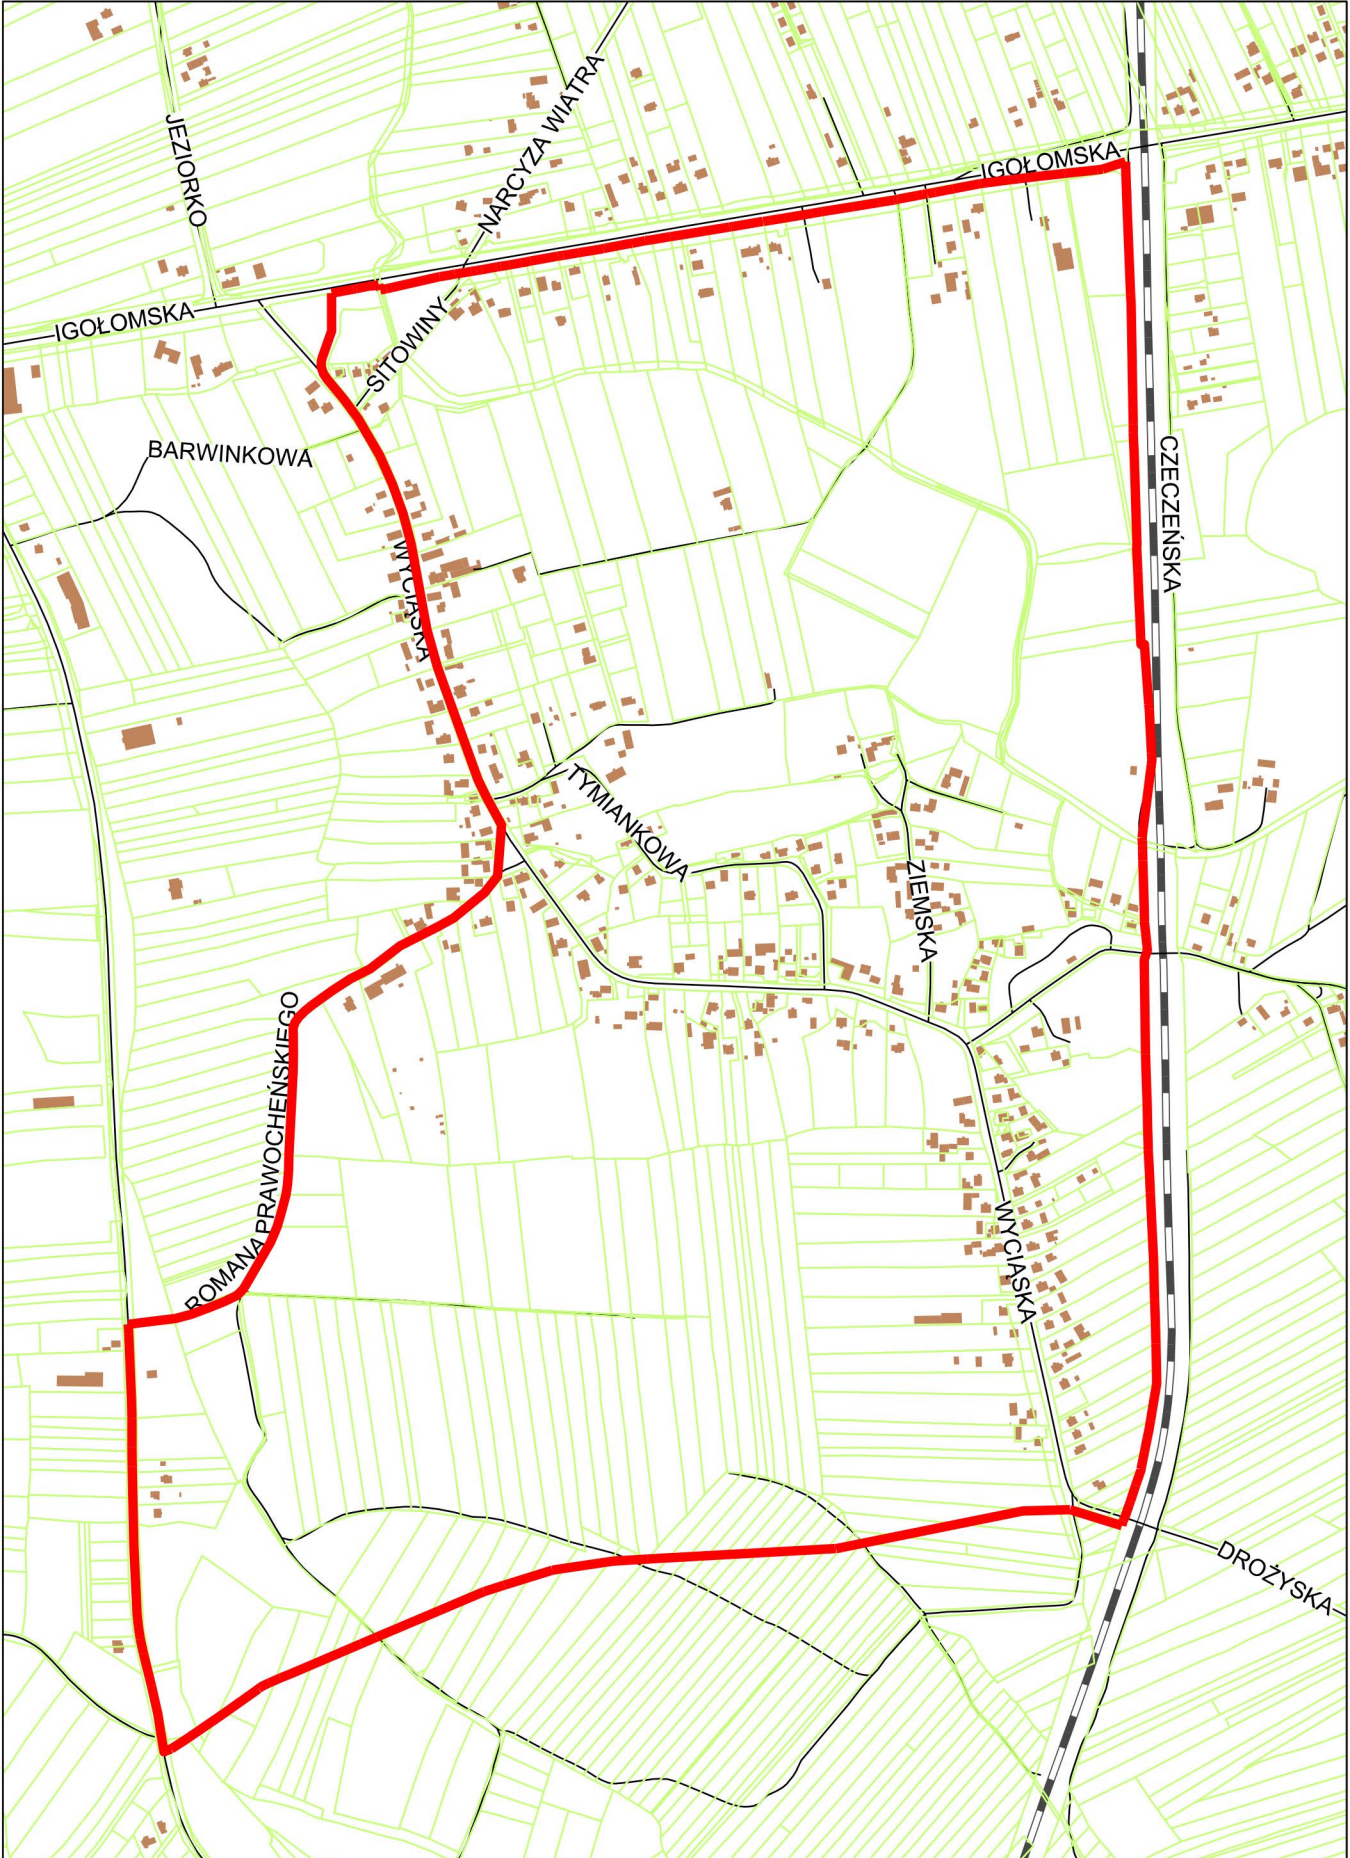 JEZIORKO
NARCYZA WIATRA
IGOŁOMSKA
IGOŁOMSKA
SITOWINY
BARWINKOWA
CZECZEŃSKA
WYCIĄSKA
TYMIANKOWA
ZIEMSKA
ROMANA PRAWOCHEŃSKIEGO
WYCIĄSKA
DROŻYSKA